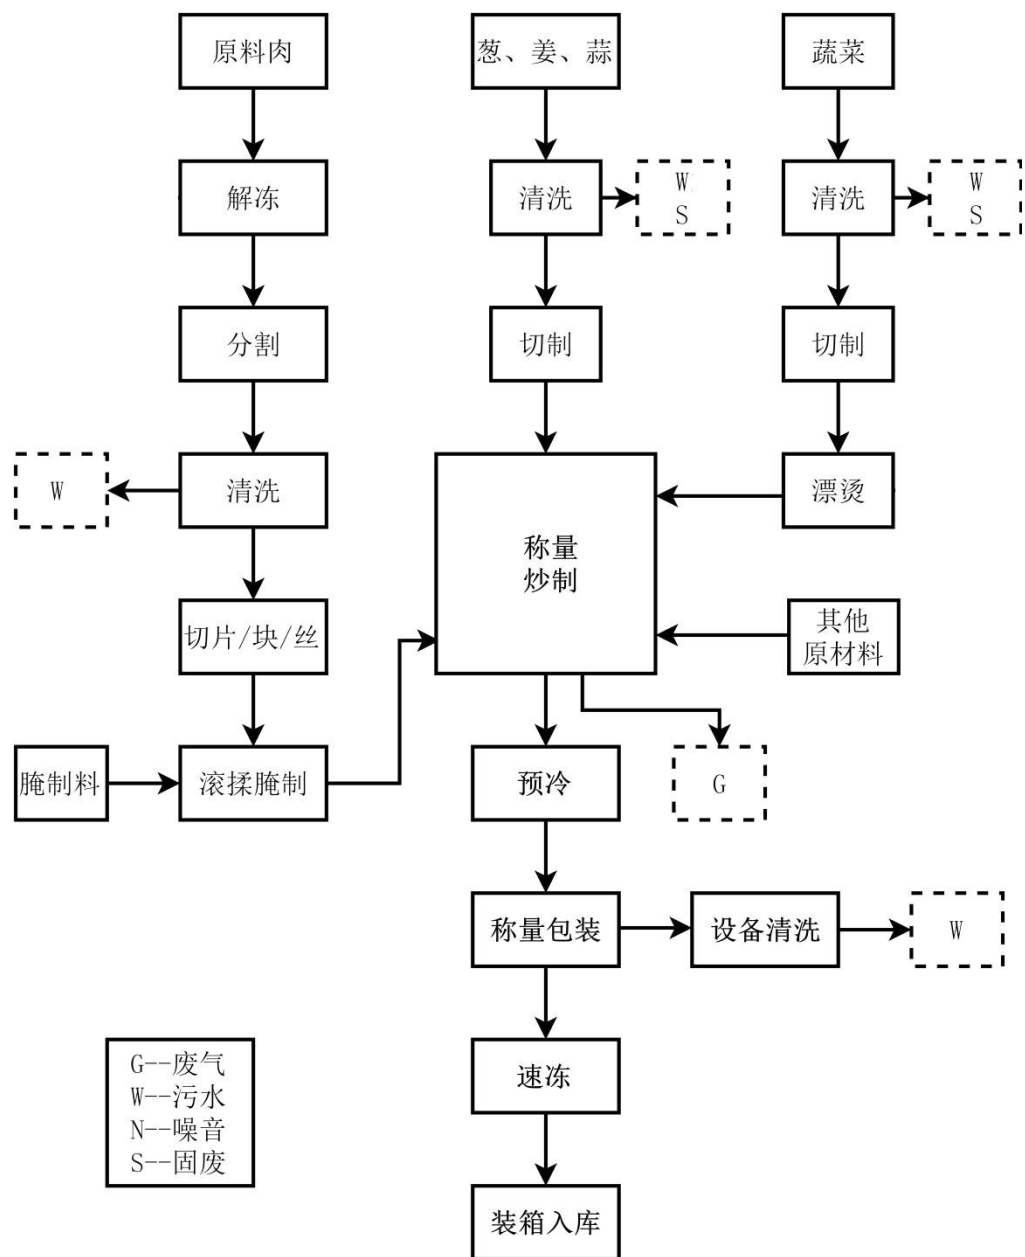 原料肉
葱、姜、蒜
蔬菜
解冻
清洗
W
S
清洗
W
S
分割
切制
切制
W
清洗
称量
炒制
漂烫
切片/块/丝
其他
原材料
腌制料
滚揉腌制
预冷
G
称量包装
设备清洗
W
速冻
G--废气
W--污水
N--噪音
S--固废
装箱入库